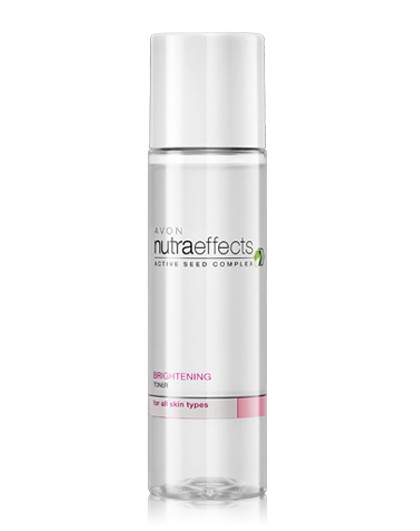 AVON
nutraeffects
ACTIVE SEED COMPLEX
BRIGHTENING
TONER
for all skin types